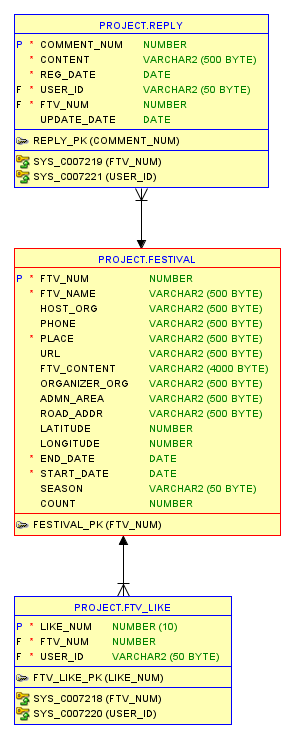 PROJECT.REPLY
P * COMMENT_NUM NUMBER
* CONTENT VARCHAR2 (500 BYTE)
* REG_DATE DATE
F * USER_ID VARCHAR2 (50 BYTE)
F * FTV_NUM NUMBER
UPDATE_DATE DATE
REPLY_PK (COMMENT_NUM)
SYS_C007219 (FTV_NUM)
SYS_C007221 (USER_ID)
PROJECT.FESTIVAL
P * FTV_NUM NUMBER
* FTV_NAME VARCHAR2 (500 BYTE)
HOST_ORG VARCHAR2 (500 BYTE)
PHONE VARCHAR2 (500 BYTE)
* PLACE VARCHAR2 (500 BYTE)
URL VARCHAR2 (500 BYTE)
FTV_CONTENT VARCHAR2 (4000 BYTE)
ORGANIZER_ORG VARCHAR2 (500 BYTE)
ADMN_AREA VARCHAR2 (500 BYTE)
ROAD_ADDR VARCHAR2 (500 BYTE)
LATITUDE NUMBER
LONGITUDE NUMBER
* END_DATE DATE
* START_DATE DATE
SEASON VARCHAR2 (50 BYTE)
COUNT NUMBER
FESTIVAL_PK (FTV_NUM)
PROJECT.FTV_LIKE
P * LIKE_NUM NUMBER (10)
F * FTV_NUM NUMBER
F * USER_ID VARCHAR2 (50 BYTE)
FTV_LIKE_PK (LIKE_NUM)
SYS_C007218 (FTV_NUM)
SYS_C007220 (USER_ID)